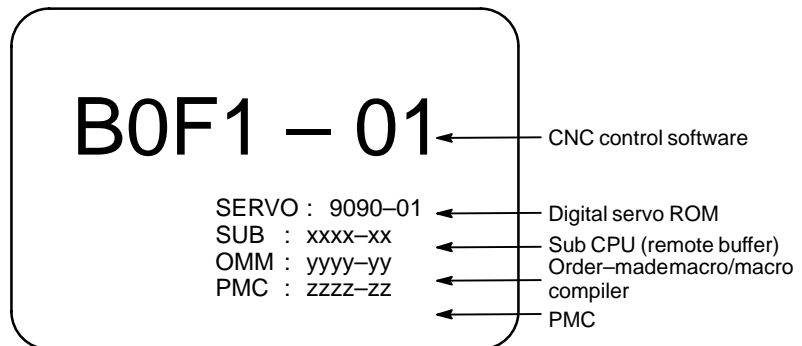 B0F1 – 01
CNC control software
SERVO : 9090–01
Digital servo ROM
SUB : xxxx–xx
Sub CPU (remote buffer)
OMM : yyyy–yy
Order–mademacro/macro
compiler
PMC : zzzz–zz
PMC